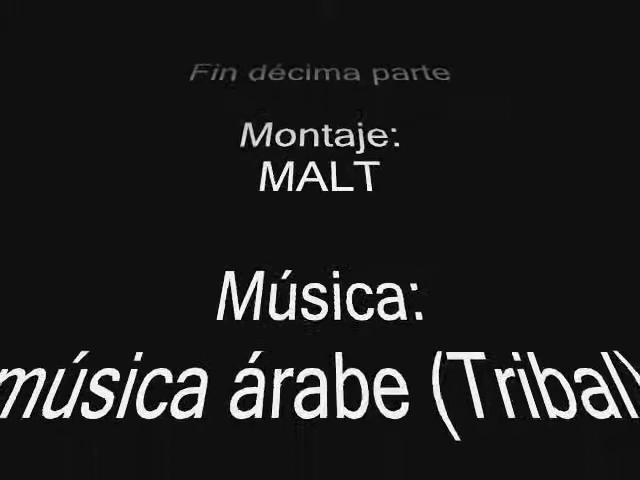 Fin décima parte
Montaje:
MALT
Música:
música árabe (Tribal)